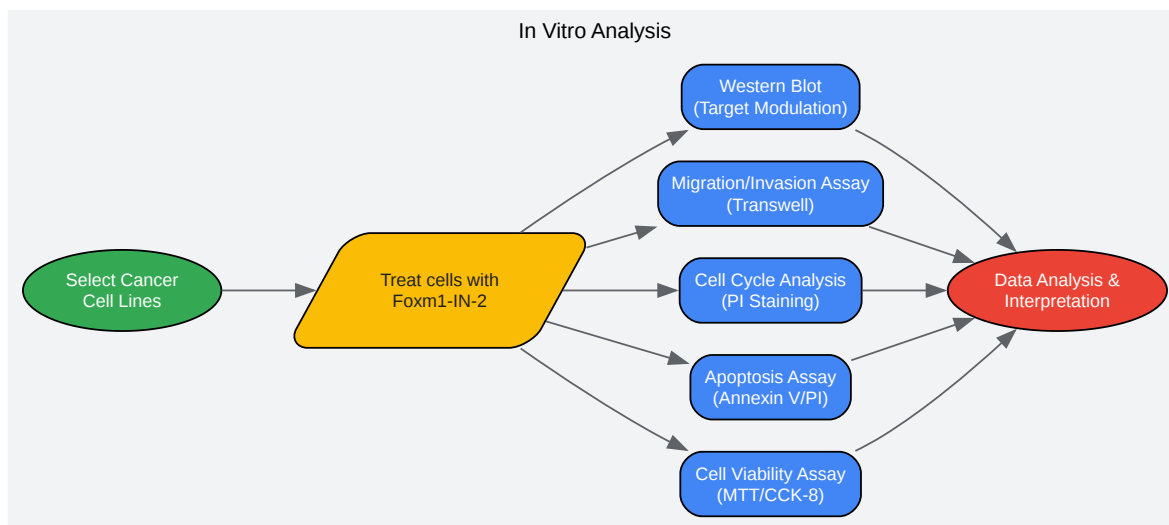 In Vitro Analysis
Select Cancer
Cell Lines
Treat cells with
Foxm1-IN-2
Western Blot
(Target Modulation)
Migration/Invasion Assay
(Transwell)
Cell Cycle Analysis
(PI Staining)
Apoptosis Assay
(Annexin V/PI)
Cell Viability Assay
(MTT/CCK-8)
Data Analysis &
Interpretation